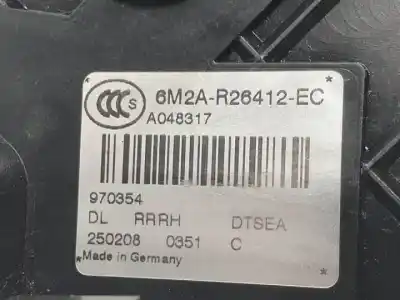 CCC S 6M2A-R26412-EC
A048317
970354
DL RRRH DTSEA
250208 0351 C
*Made in Germany *